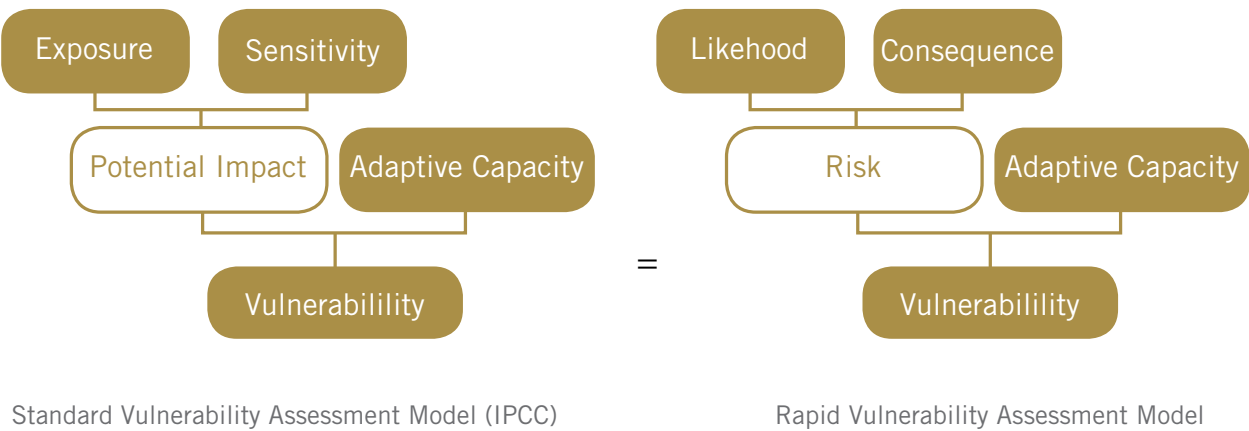 Exposure
Sensitivity
Potential Impact
Adaptive Capacity
Vulnerabilility
Standard Vulnerability Assessment Model (IPCC)
=
Likehood
Consequence
Risk
Adaptive Capacity
Vulnerabilility
Rapid Vulnerability Assessment Model